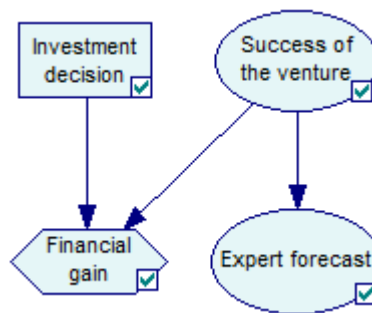 Investment
decision
Success of
the venture
Financial
gain
Expert forecast